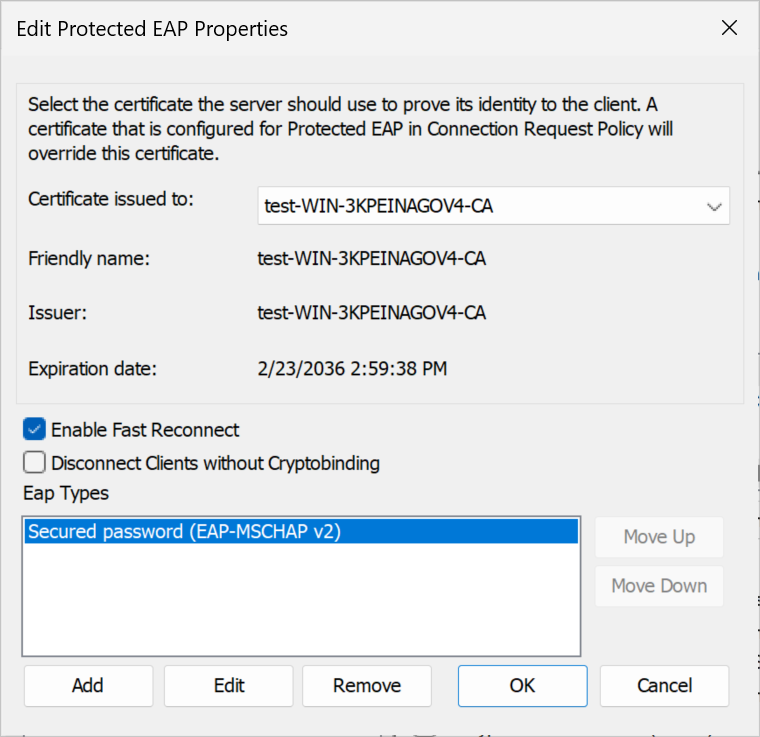 Edit Protected EAP Properties
Select the certificate the server should use to prove its identity to the client. A
certificate that is configured for Protected EAP in Connection Request Policy will
override this certificate.
Certificate issued to: test-WIN-3KPEINAGOV4-CA
Friendly name: test-WIN-3KPEINAGOV4-CA
Issuer: test-WIN-3KPEINAGOV4-CA
Expiration date: 2/23/2036 2:59:38 PM
Enable Fast Reconnect
Disconnect Clients without Cryptobinding
Eap Types
Secured password (EAP-MSCHAP v2)
Move Up
Move Down
Add Edit Remove OK Cancel